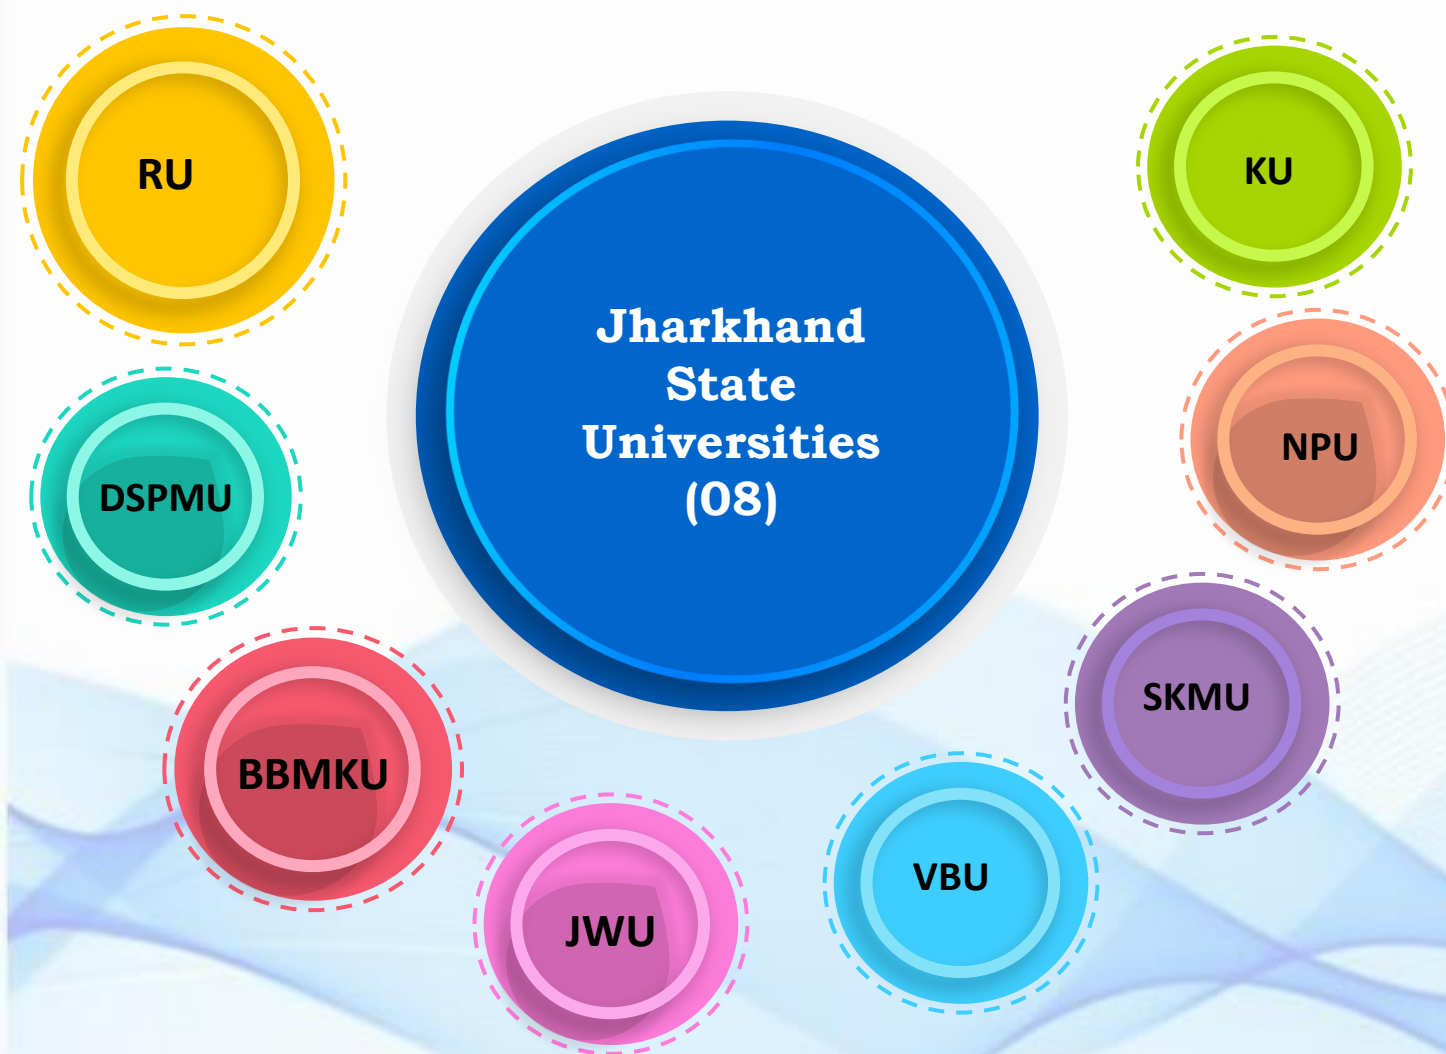 RU
KU
Jharkhand
State
Universities
(08)
NPU
DSPMU
SKMU
BBMKU
VBU
JWU